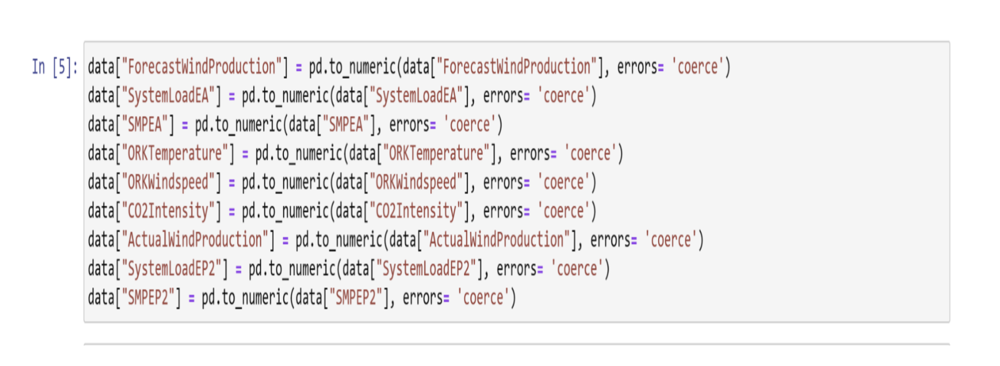 In [5]: data["ForecastWindProduction"] = pd.to_numeric(data["ForecastWindProduction"], errors= 'coerce')
data["SystemLoadEA"] = pd.to_numeric(data["SystemLoadEA"], errors= 'coerce')
data["SMPEA"] = pd.to_numeric(data["SMPEA"], errors= 'coerce')
data["ORKTemperature"] = pd.to_numeric(data["ORKTemperature"], errors= 'coerce')
data["ORKWindspeed"] = pd.to_numeric(data["ORKWindspeed"], errors= 'coerce')
data["CO2Intensity"] = pd.to_numeric(data["CO2Intensity"], errors= 'coerce')
data["ActualWindProduction"] = pd.to_numeric(data["ActualWindProduction"], errors= 'coerce')
data["SystemLoadEP2"] = pd.to_numeric(data["SystemLoadEP2"], errors= 'coerce')
data["SMPEP2"] = pd.to_numeric(data["SMPEP2"], errors= 'coerce')